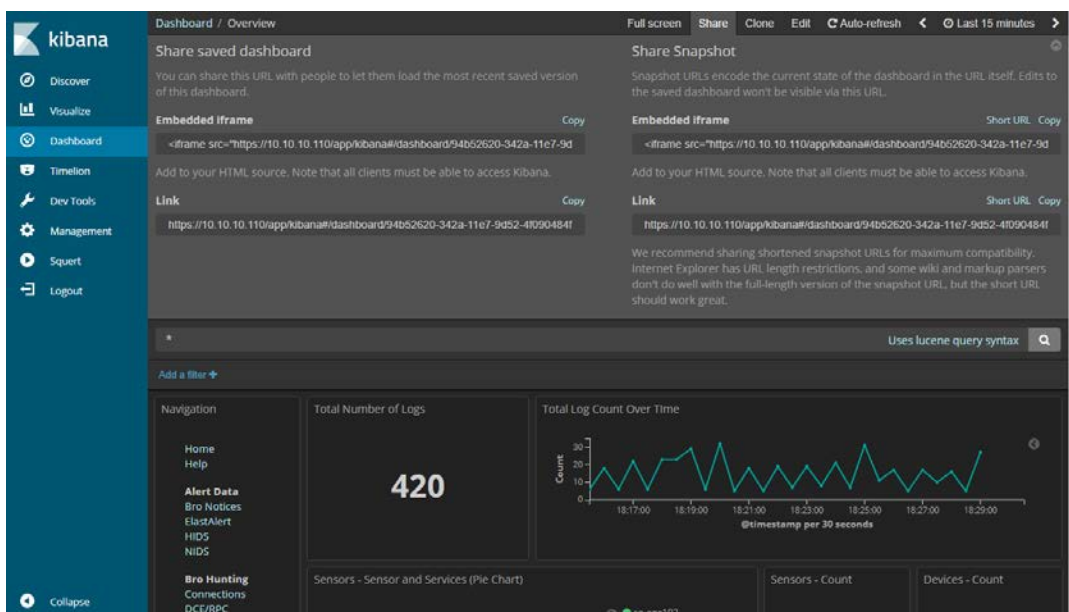 kibana
Discover
Visualize
Dashboard
Timelion
Dev Tools
Management
Squert
Logout
Collapse
Dashboard / Overview
Full screen Share Clone Edit Auto-refresh Last 15 minutes
Share saved dashboard
You can share this URL with people to let them load the most recent saved version
of this dashboard.
Embedded iframe Copy
<iframe src="https://10.10.10.110/app/kibana#/dashboard/94b52620-342a-11e7-9d
Add to your HTML source. Note that all clients must be able to access Kibana.
Link Copy
https://10.10.10.110/app/kibana#/dashboard/94b52620-342a-11e7-9d52-4f090484f
Share Snapshot
Snapshot URLs encode the current state of the dashboard in the URL itself. Edits to
the saved dashboard won't be visible via this URL.
Embedded iframe Short URL Copy
<iframe src="https://10.10.10.110/app/kibana#/dashboard/94b52620-342a-11e7-9d
Add to your HTML source. Note that all clients must be able to access Kibana.
Link Short URL Copy
https://10.10.10.110/app/kibana#/dashboard/94b52620-342a-11e7-9d52-4f090484f
We recommend sharing shortened snapshot URLs for maximum compatibility.
Internet Explorer has URL length restrictions, and some wiki and markup parsers
don't do well with the full-length version of the snapshot URL, but the short URL
should work great.
* Uses lucene query syntax
Add a filter +
Navigation
Home
Help
Alert Data
Bro Notices
ElastAlert
HIDS
NIDS
Bro Hunting
Connections
DCE/RPC
Total Number of Logs
420
Total Log Count Over Time
Count
30
20
10
0
18:17:00 18:19:00 18:21:00 18:23:00 18:25:00 18:27:00 18:29:00
@timestamp per 30 seconds
Sensors - Sensor and Services (Pie Chart)
Sensors - Count
Devices - Count